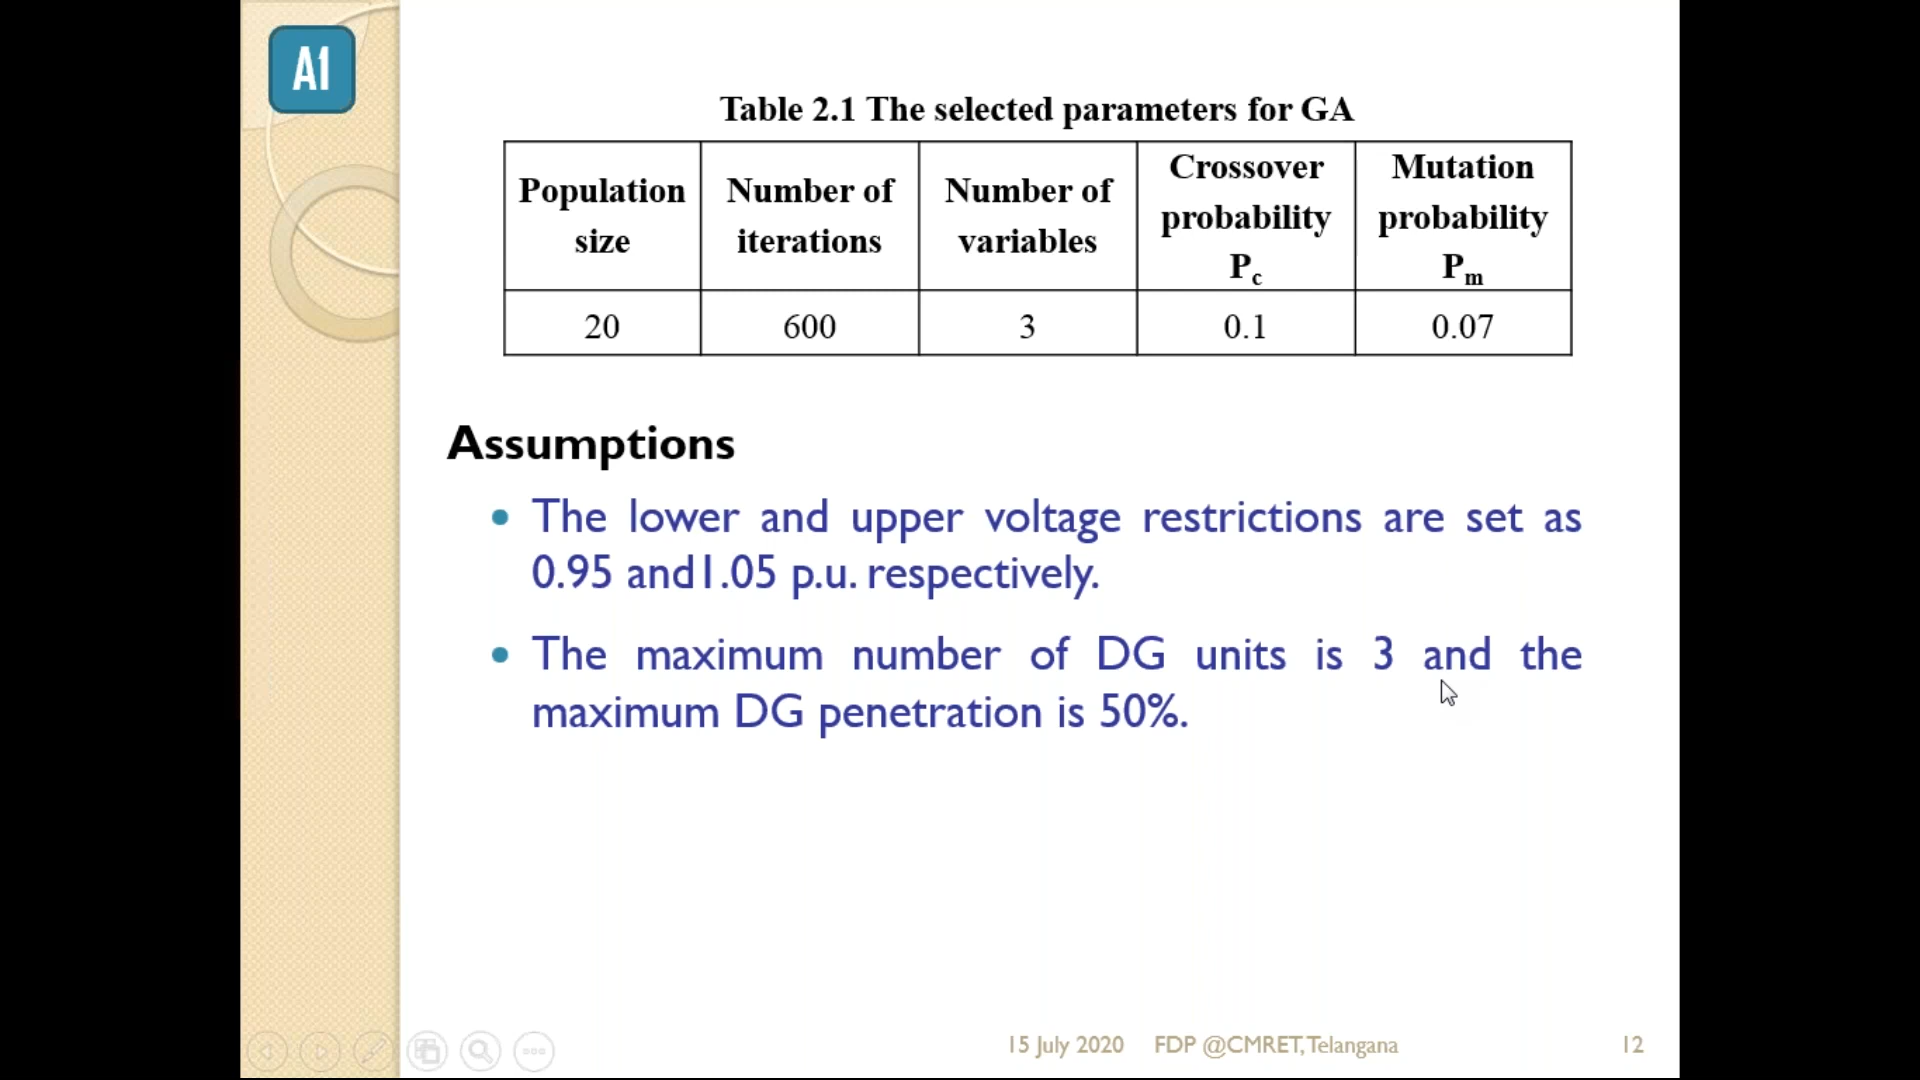 A1
Table 2.1 The selected parameters for GA
Population size
Number of iterations
Number of variables
Crossover probability Pc
Mutation probability Pm
20 600 3 0.1 0.07
Assumptions
• The lower and upper voltage restrictions are set as
0.95 and1.05 p.u. respectively.
• The maximum number of DG units is 3 and the
maximum DG penetration is 50%.
15 July 2020 FDP @CMRET,Telangana 12